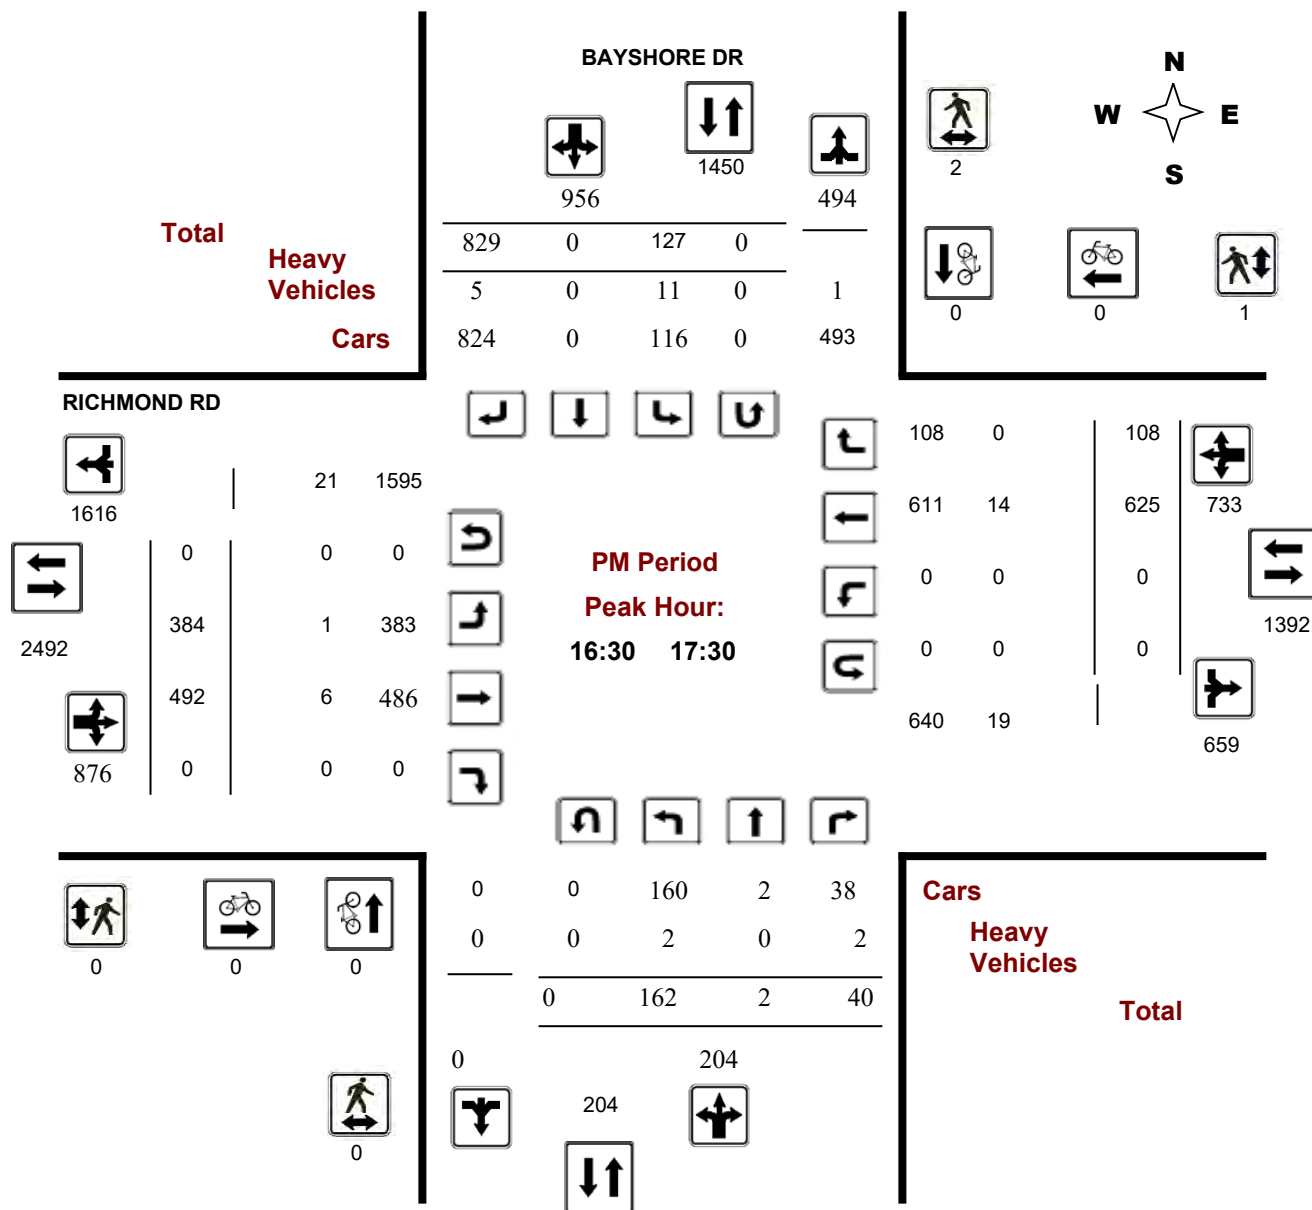 BAYSHORE DR
N
W E
S
1450
2
956 494
Total
829 0 127 0
Heavy
Vehicles
5 0 11 0 1
0 0 1
Cars
824 0 116 0 493
RICHMOND RD
108 0 108
21 1595
1616
611 14 625 733
0 0 0
PM Period
0 0 0
Peak Hour:
384 1 383
1392
2492
16:30 17:30
0 0 0
492 6 486
640 19
659
876 0 0 0
0 0 160 2 38
Cars
0 0 2 0 2
Heavy
Vehicles
0 0 0
0 162 2 40
Total
0 204
204
0